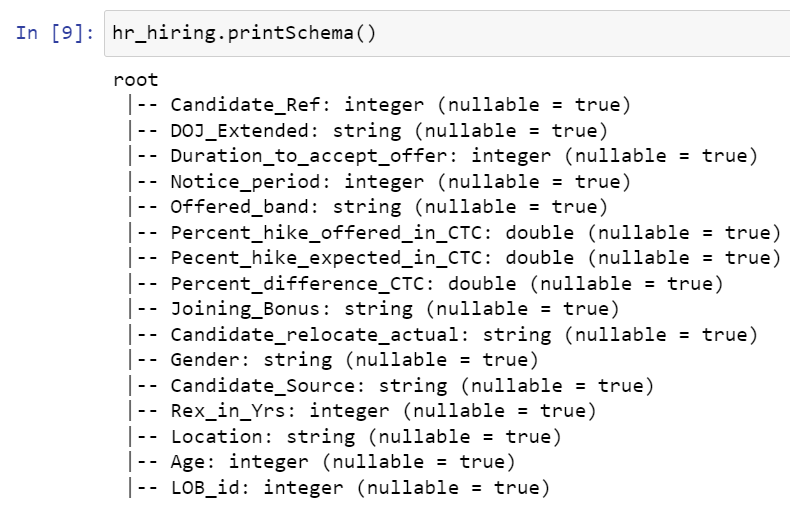 In [9]: hr_hiring.printSchema()
root
|-- Candidate_Ref: integer (nullable = true)
|-- DOJ_Extended: string (nullable = true)
|-- Duration_to_accept_offer: integer (nullable = true)
|-- Notice_period: integer (nullable = true)
|-- Offered_band: string (nullable = true)
|-- Percent_hike_offered_in_CTC: double (nullable = true)
|-- Pecent_hike_expected_in_CTC: double (nullable = true)
|-- Percent_difference_CTC: double (nullable = true)
|-- Joining_Bonus: string (nullable = true)
|-- Candidate_relocate_actual: string (nullable = true)
|-- Gender: string (nullable = true)
|-- Candidate_Source: string (nullable = true)
|-- Rex_in_Yrs: integer (nullable = true)
|-- Location: string (nullable = true)
|-- Age: integer (nullable = true)
|-- LOB_id: integer (nullable = true)